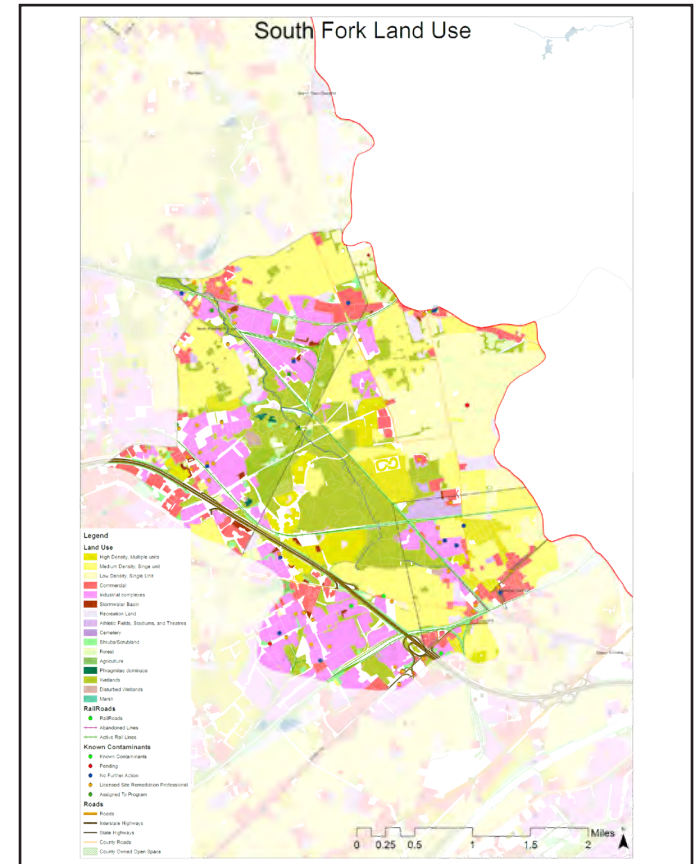 South Fork Land Use
Legend
Land Use
High Density, Multiple units
Medium Density, Singe unit
Low Density, Single Unit
Commercial
Industrial complexes
Stormwater Basin
Recreation Land
Athletic Fields, Stadiums, and Theatres
Cemetery
Shrubs/Scrubland
Forest
Agriculture
Phragmites dominate
Wetlands
Disturbed Wetlands
Marsh
RailRoads
RailRoads
Abandoned Lines
Active Rail Lines
Known Contaminants
Known Contaminants
Pending
No Further Action
Licensed Site Remediation Professional
Assigned To Program
Roads
Roads
Interstate Highways
State Highways
County Roads
County Owned Open Space
Miles
0 0.25 0.5 1 1.5 2